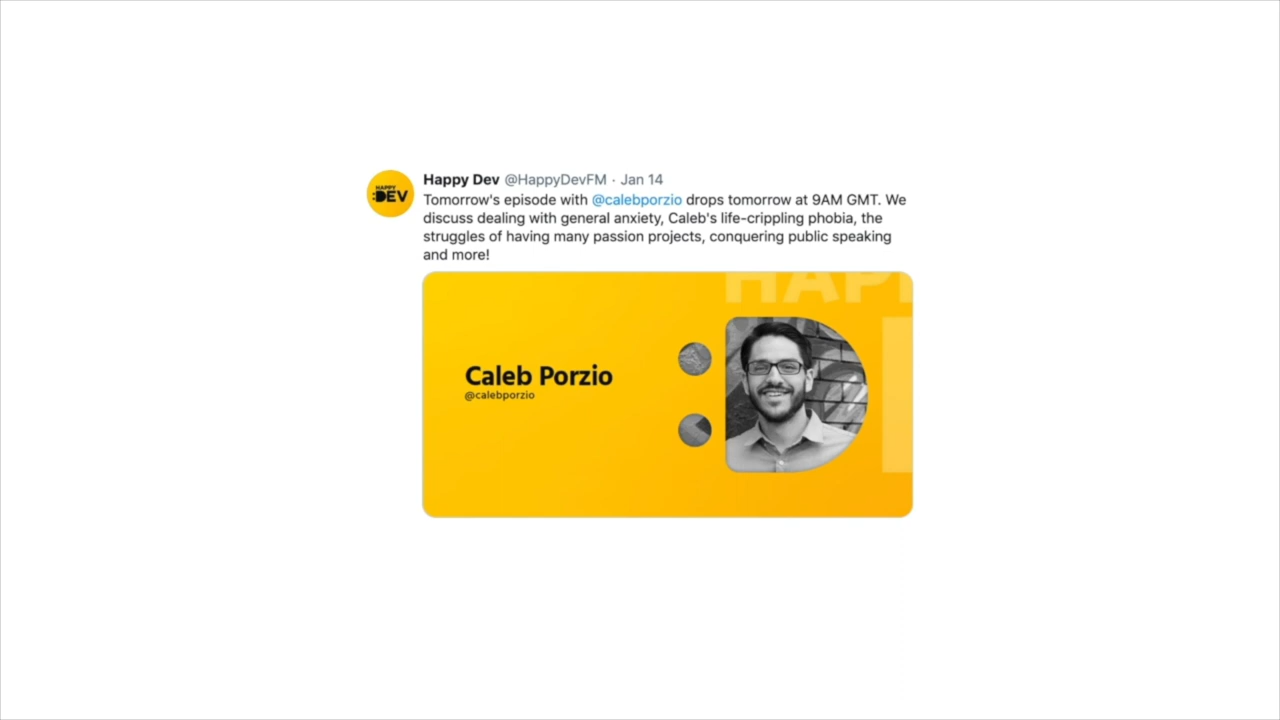 HAPPY
:DEV
Happy Dev @HappyDevFM · Jan 14
Tomorrow's episode with @calebporzio drops tomorrow at 9AM GMT. We
discuss dealing with general anxiety, Caleb's life-crippling phobia, the
struggles of having many passion projects, conquering public speaking
and more!
HAPP
Caleb Porzio
@calebporzio